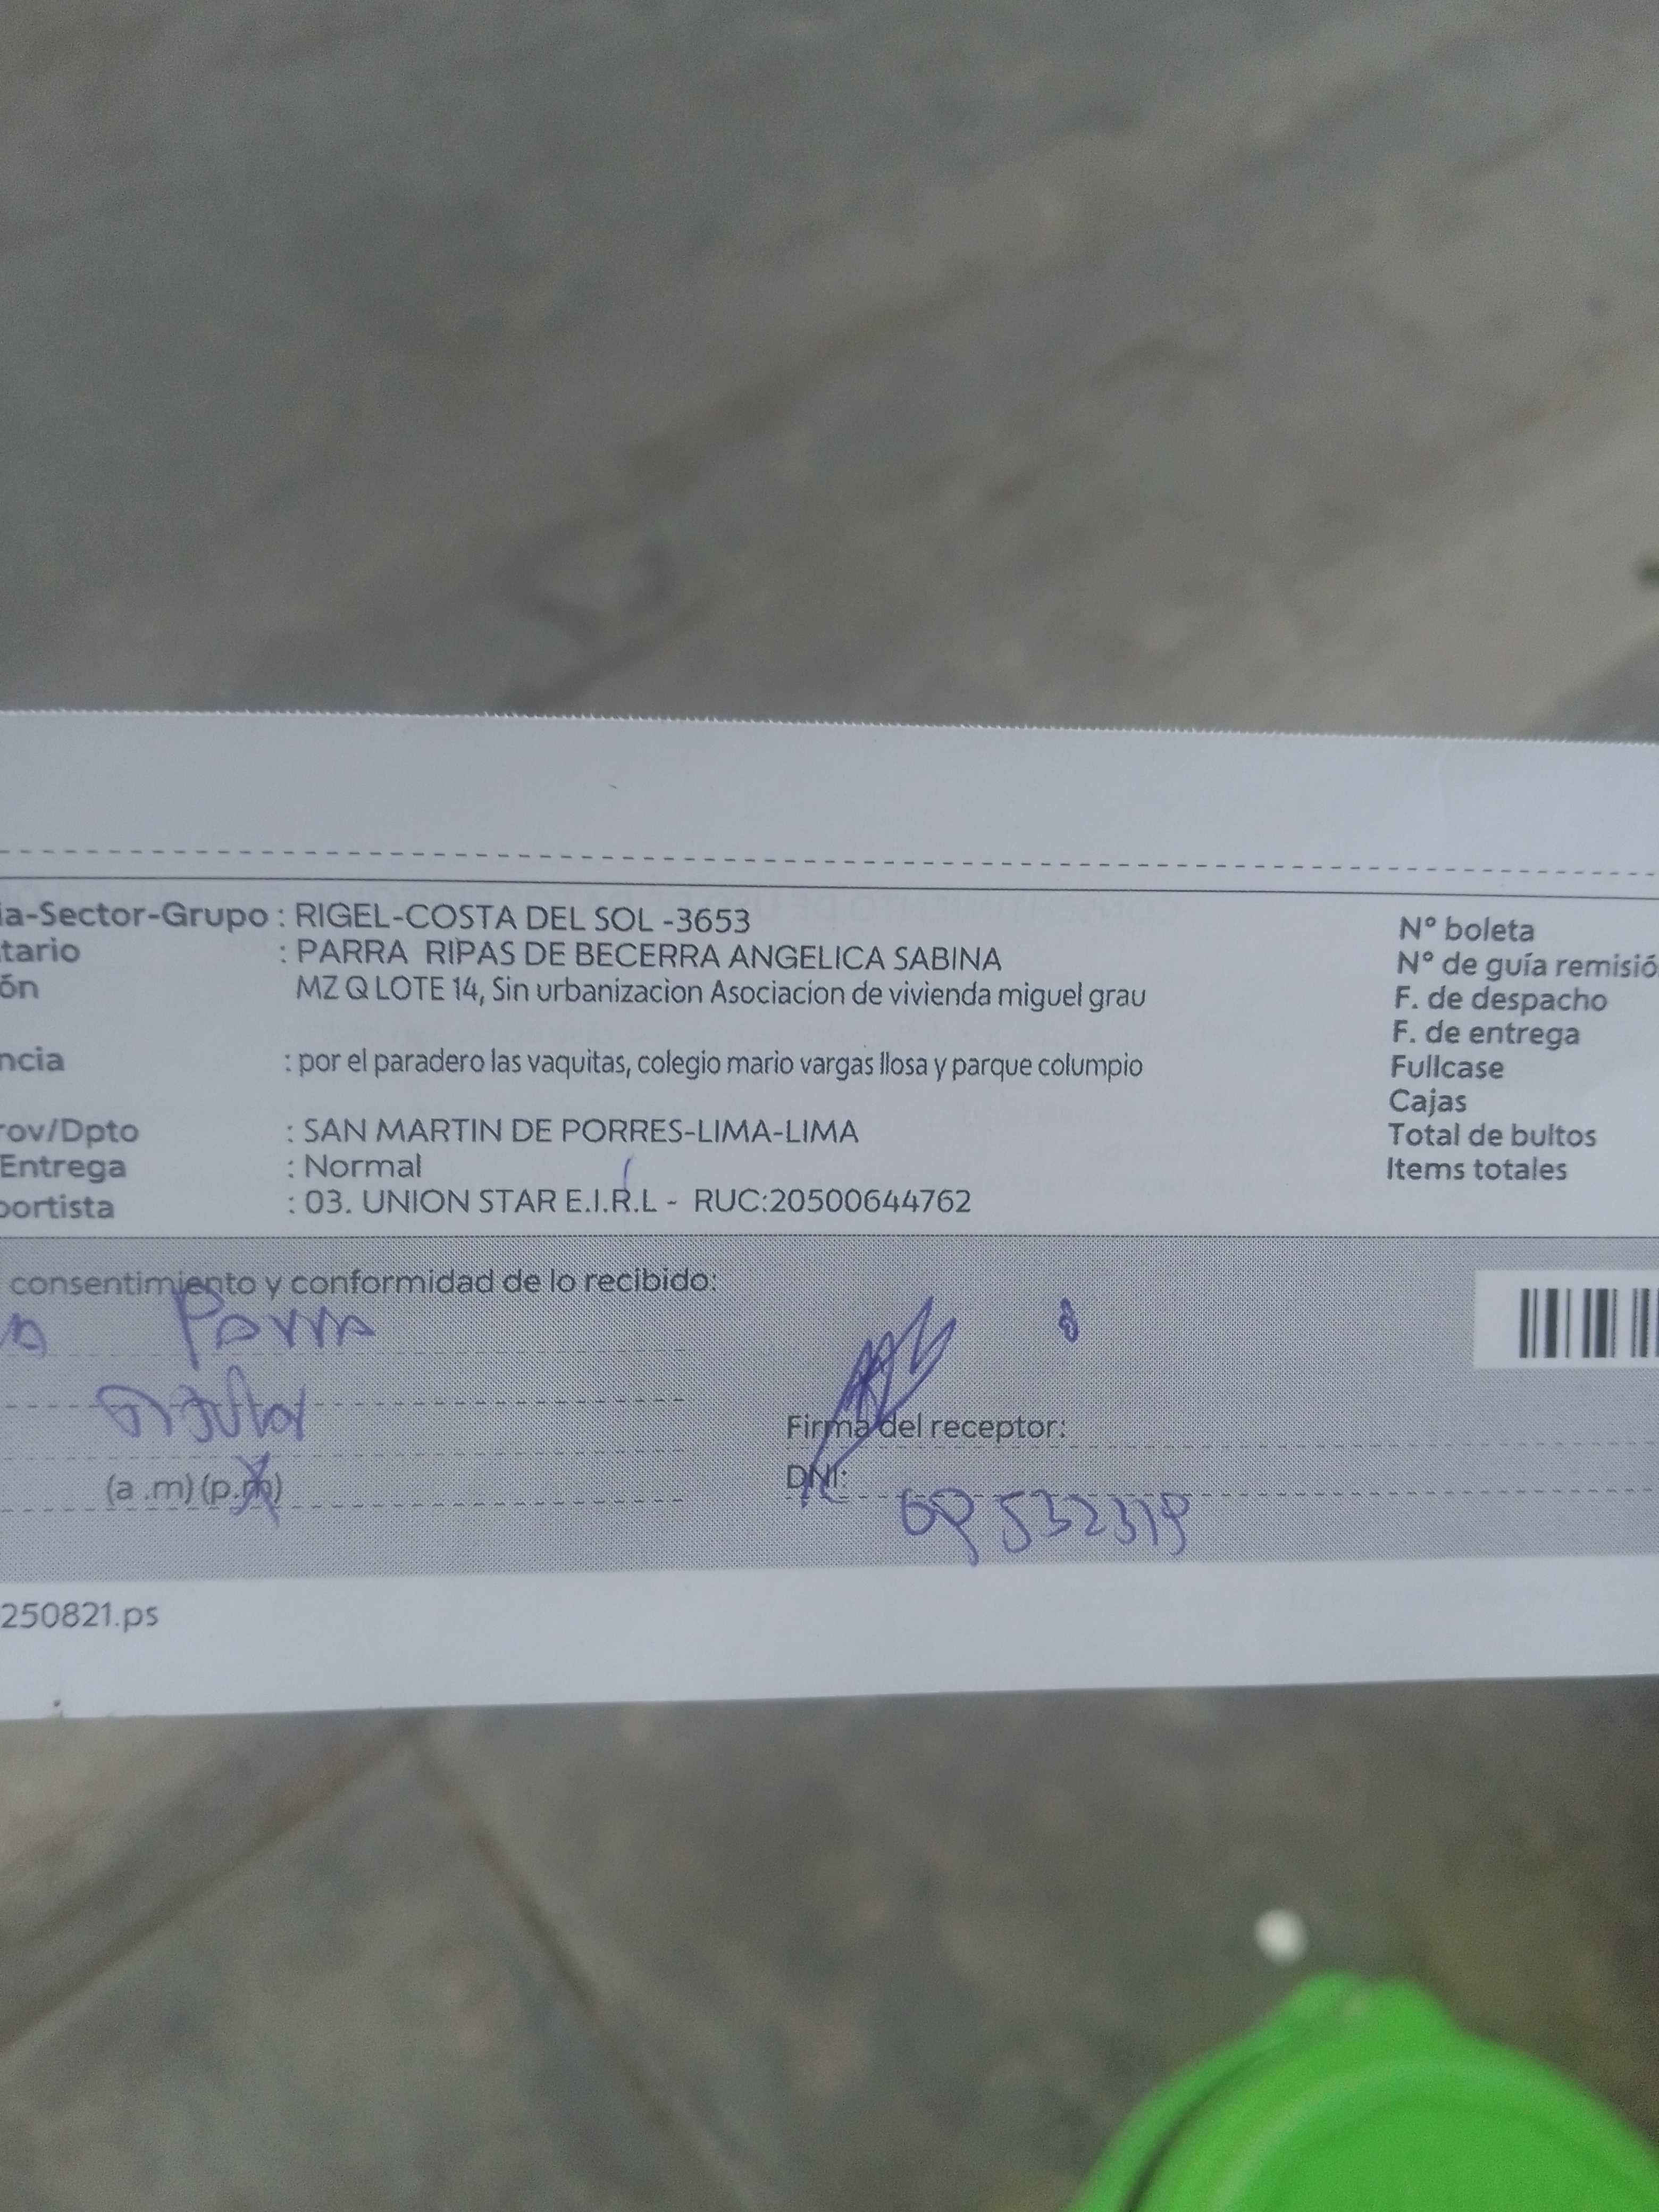 ia-Sector-Grupo : RIGEL-COSTA DEL SOL -3653
tario : PARRA RIPAS DE BECERRA ANGELICA SABINA
ón MZ Q LOTE 14, Sin urbanizacion Asociacion de vivienda miguel grau
ncia : por el paradero las vaquitas, colegio mario vargas llosa y parque columpio
rov/Dpto : SAN MARTIN DE PORRES-LIMA-LIMA
Entrega : Normal
portista : 03. UNION STAR E.I.R.L - RUC:20500644762
Nº boleta
Nº de guía remisió
F. de despacho
F. de entrega
Fullcase
Cajas
Total de bultos
Items totales
consentimiento y conformidad de lo recibido:
Parra
(a .m) (p.m)
Firma del receptor:
DNI:
250821.ps